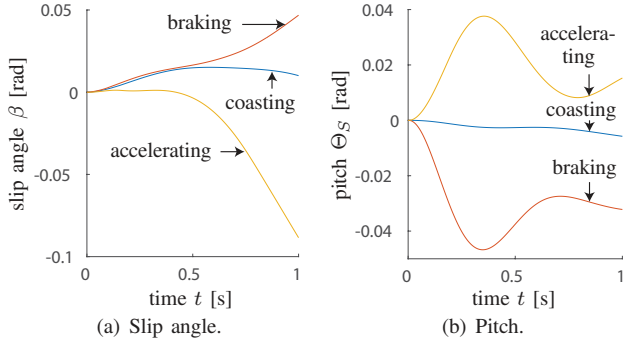 slip angle β [rad]
0.05
0
-0.05
-0.1
0
0.5
1
braking
coasting
accelerating
time t [s]
(a) Slip angle.
pitch Θ_S [rad]
0.04
0.02
0
-0.02
-0.04
0
0.5
1
accelera-
ting
coasting
braking
time t [s]
(b) Pitch.